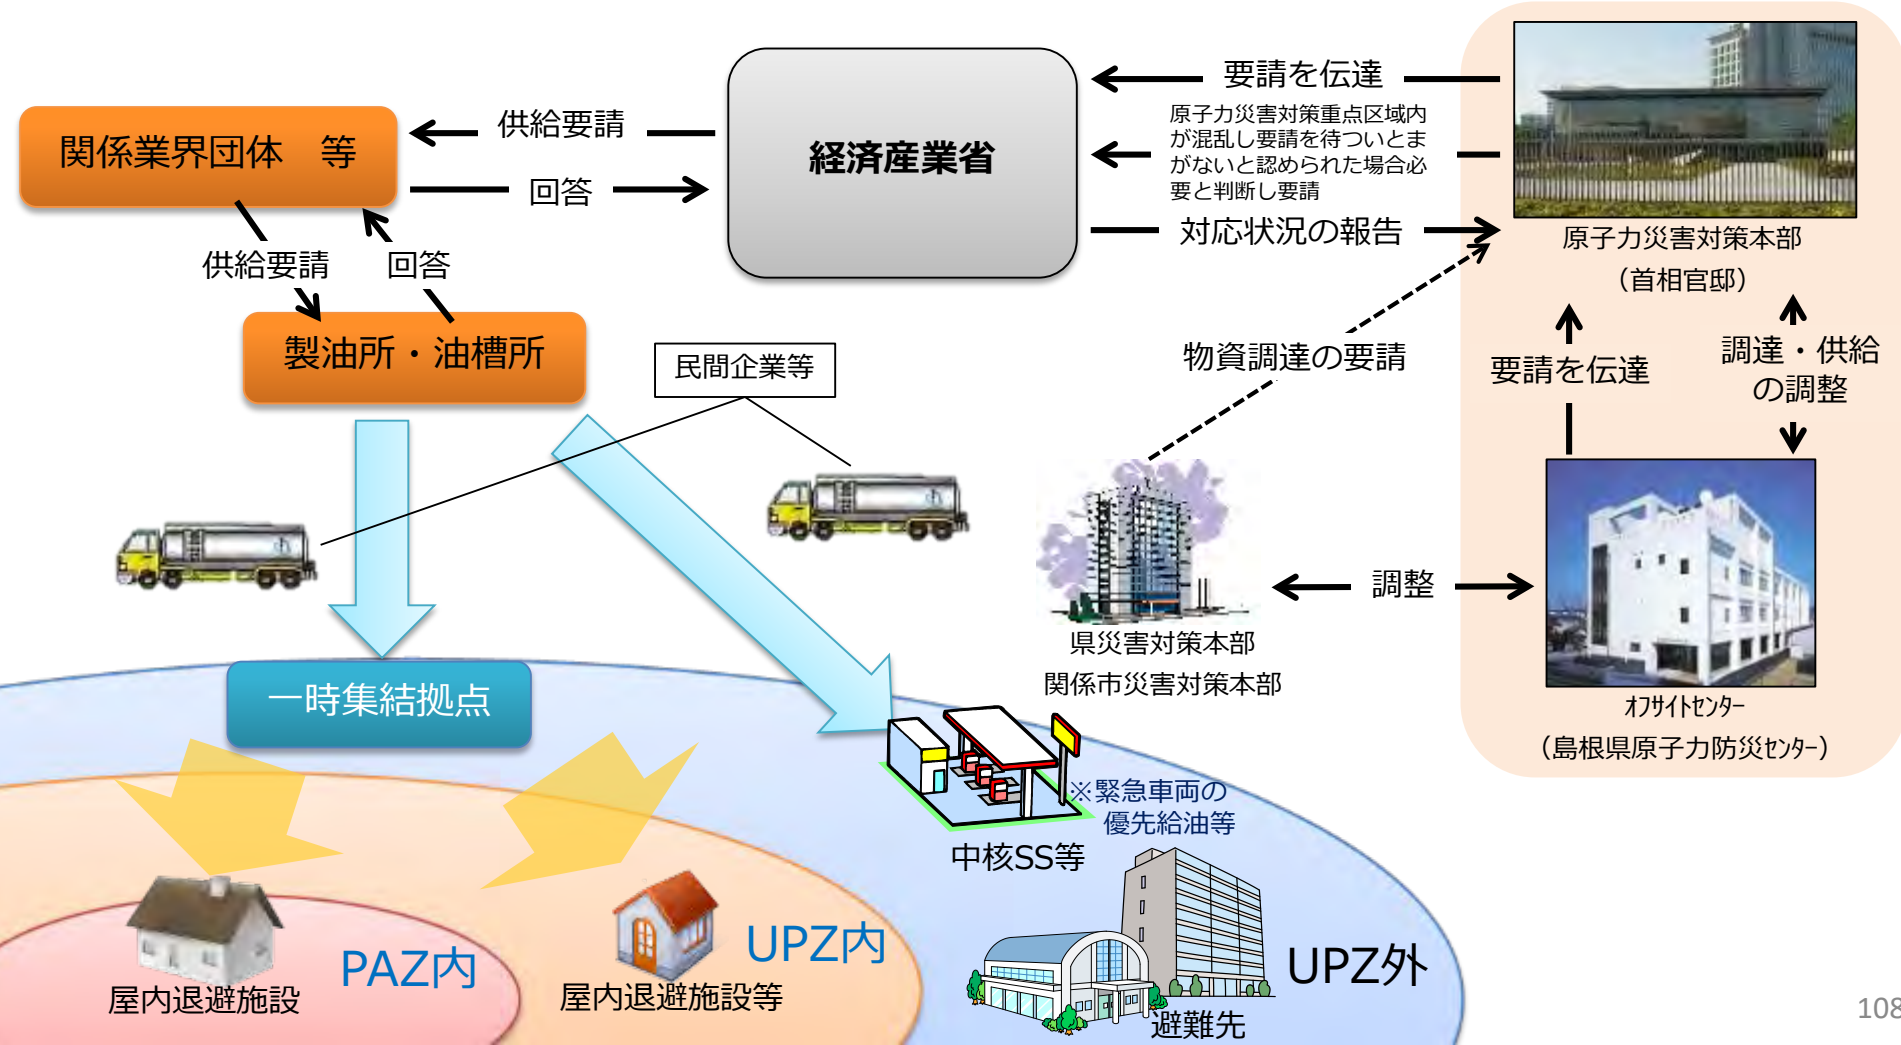 要請を伝達
原子力災害対策重点区域内
が混乱し要請を待ついとま
がないと認められた場合必
要と判断し要請
対応状況の報告
供給要請
関係業界団体　等
経済産業省
回答
原子力災害対策本部
（首相官邸）
供給要請
回答
製油所・油槽所
民間企業等
物資調達の要請
要請を伝達
調達・供給
の調整
調整
県災害対策本部
関係市災害対策本部
ｵﾌｻｲﾄｾﾝﾀｰ
（島根県原子力防災ｾﾝﾀｰ）
一時集結拠点
※緊急車両の
優先給油等
中核SS等
PAZ内
屋内退避施設
UPZ内
屋内退避施設等
UPZ外
避難先
108